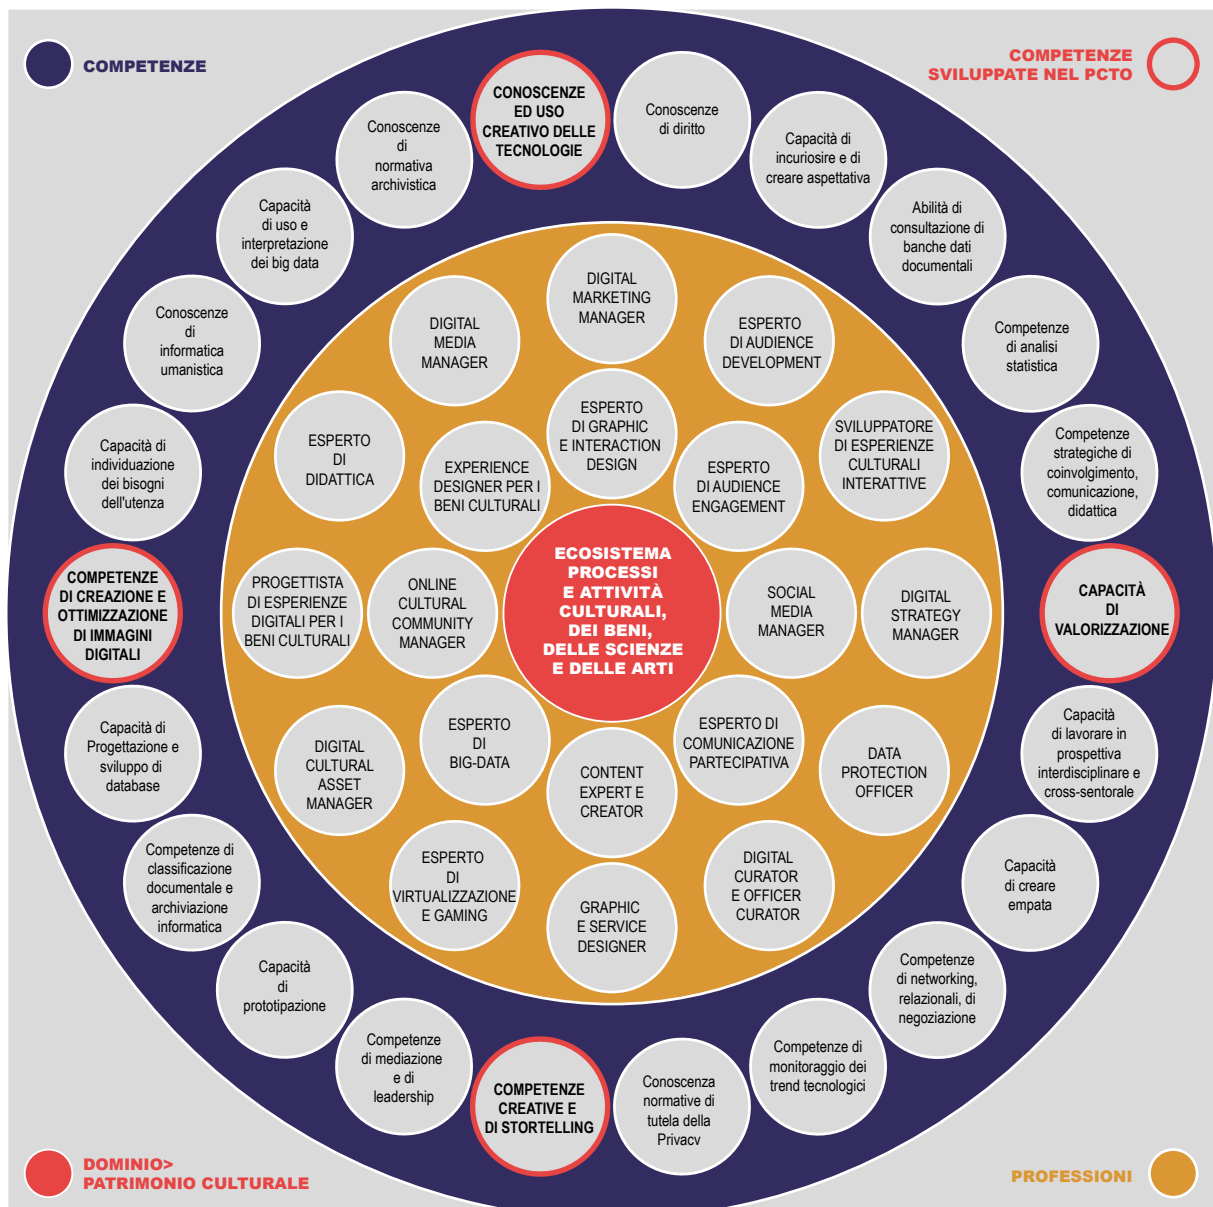 COMPETENZE
COMPETENZE
SVILUPPATE NEL PCTO
CONOSCENZE
ED USO
CREATIVO DELLE
TECNOLOGIE
Conoscenze
di diritto
Capacità di
incuriosire e di
creare aspettativa
Abilità di
consultazione di
banche dati
documentali
Competenze
di analisi
statistica
Competenze
strategiche di
coinvolgimento,
comunicazione,
didattica
CAPACITÀ
DI
VALORIZZAZIONE
Capacità
di lavorare in
prospettiva
interdisciplinare e
cross-sentorale
Capacità
di creare
empata
Competenze
di networking,
relazionali, di
negoziazione
Competenze di
monitoraggio dei
trend tecnologici
Conoscenza
normative di
tutela della
Privacv
COMPETENZE
CREATIVE E
DI STORTELLING
Competenze
di mediazione
e di
leadership
Capacità
di
prototipazione
Competenze di
classificazione
documentale e
archiviazione
informatica
Capacità di
Progettazione e
sviluppo di
database
COMPETENZE
DI CREAZIONE E
OTTIMIZZAZIONE
DI IMMAGINI
DIGITALI
Capacità di
individuazione
dei bisogni
dell'utenza
Conoscenze
di
informatica
umanistica
Capacità
di uso e
interpretazione
dei big data
Conoscenze
di
normativa
archivistica
DIGITAL
MARKETING
MANAGER
ESPERTO
DI AUDIENCE
DEVELOPMENT
SVILUPPATORE
DI ESPERIENZE
CULTURALI
INTERATTIVE
DIGITAL
STRATEGY
MANAGER
DATA
PROTECTION
OFFICER
DIGITAL
CURATOR
E OFFICER
CURATOR
GRAPHIC
E SERVICE
DESIGNER
ESPERTO
DI
VIRTUALIZZAZIONE
E GAMING
DIGITAL
CULTURAL
ASSET
MANAGER
PROGETTISTA
DI ESPERIENZE
DIGITALI PER I
BENI CULTURALI
ESPERTO
DI
DIDATTICA
DIGITAL
MEDIA
MANAGER
ESPERTO
DI GRAPHIC
E INTERACTION
DESIGN
ESPERTO
DI AUDIENCE
ENGAGEMENT
SOCIAL
MEDIA
MANAGER
ESPERTO DI
COMUNICAZIONE
PARTECIPATIVA
CONTENT
EXPERT E
CREATOR
ESPERTO
DI
BIG-DATA
ONLINE
CULTURAL
COMMUNITY
MANAGER
EXPERIENCE
DESIGNER PER I
BENI CULTURALI
ECOSISTEMA
PROCESSI
E ATTIVITÀ
CULTURALI,
DEI BENI,
DELLE SCIENZE
E DELLE ARTI
DOMINIO>
PATRIMONIO CULTURALE
PROFESSIONI